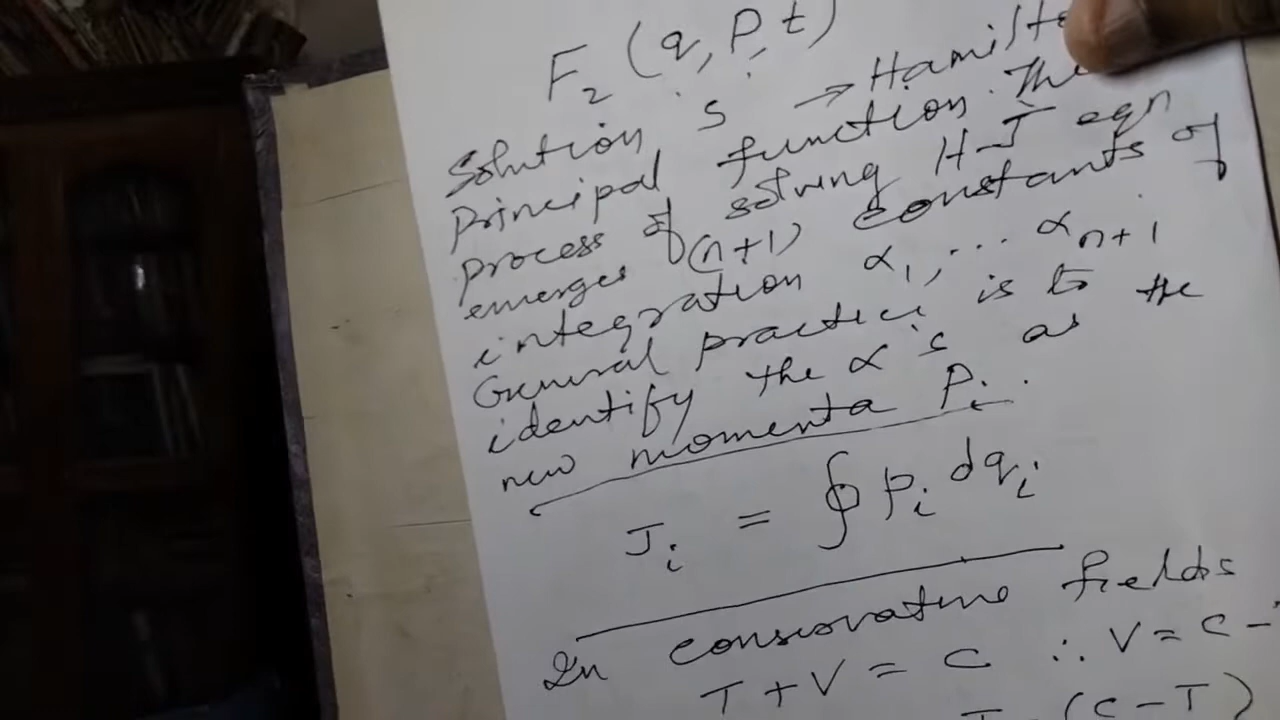 F₂ (q, P, t)
Solution S → Hamilto
Principal function. The
process of solving H-J eqn
emerges (n+1) constants of
integration α₁, ... αₙ₊₁
General practice is to the
identify the α's as
new momenta Pᵢ.
Jᵢ = ∮ pᵢ dqᵢ
In conservative fields
T + V = C ∴ V = C -
(C - T)